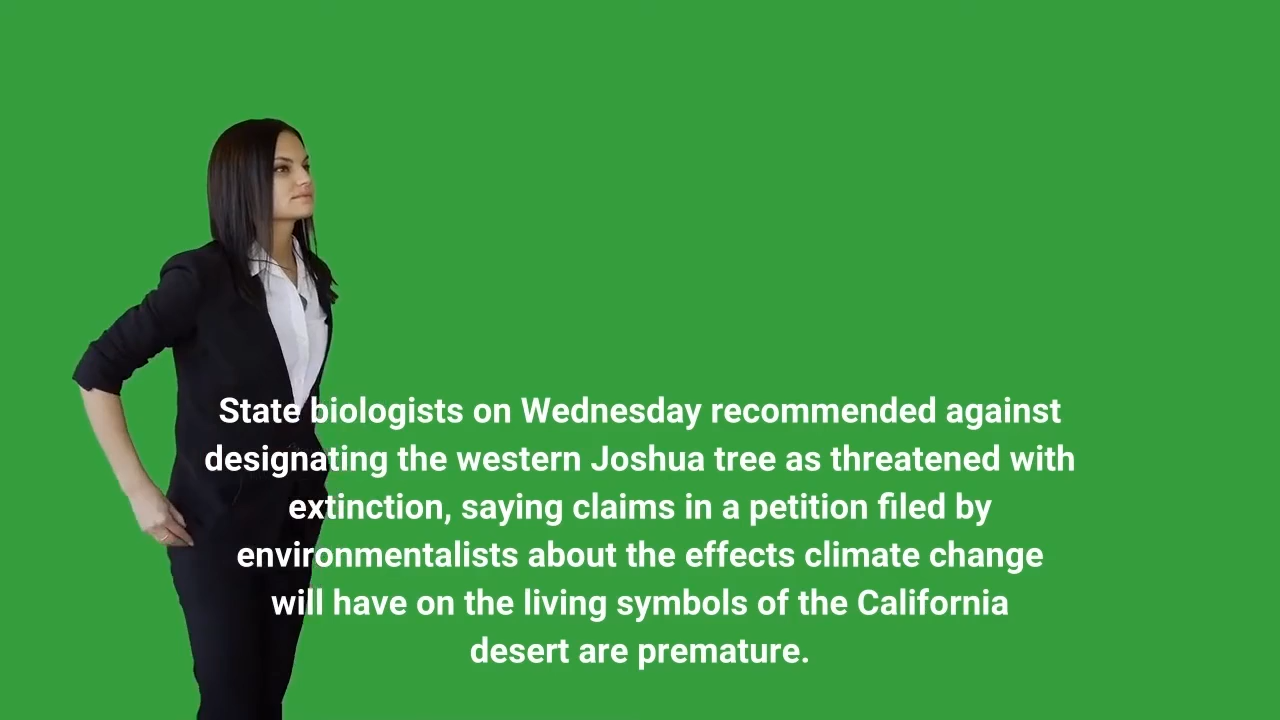 State biologists on Wednesday recommended against
designating the western Joshua tree as threatened with
extinction, saying claims in a petition filed by
environmentalists about the effects climate change
will have on the living symbols of the California
desert are premature.